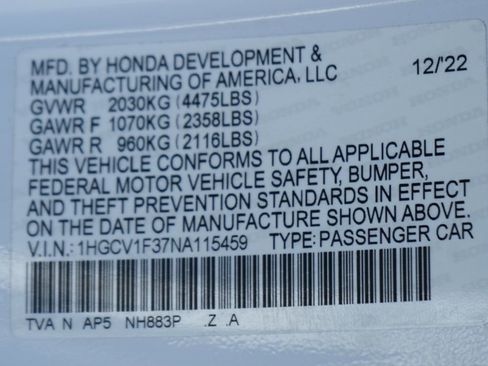 MFD. BY HONDA DEVELOPMENT &
MANUFACTURING OF AMERICA, LLC 12/'22
GVWR 2030KG (4475LBS)
GAWR F 1070KG (2358LBS)
GAWR R 960KG (2116LBS)
THIS VEHICLE CONFORMS TO ALL APPLICABLE
FEDERAL MOTOR VEHICLE SAFETY, BUMPER,
AND THEFT PREVENTION STANDARDS IN EFFECT
ON THE DATE OF MANUFACTURE SHOWN ABOVE.
V.I.N.: 1HGCV1F37NA115459 TYPE: PASSENGER CAR
TVA N AP5 NH883P .Z .A